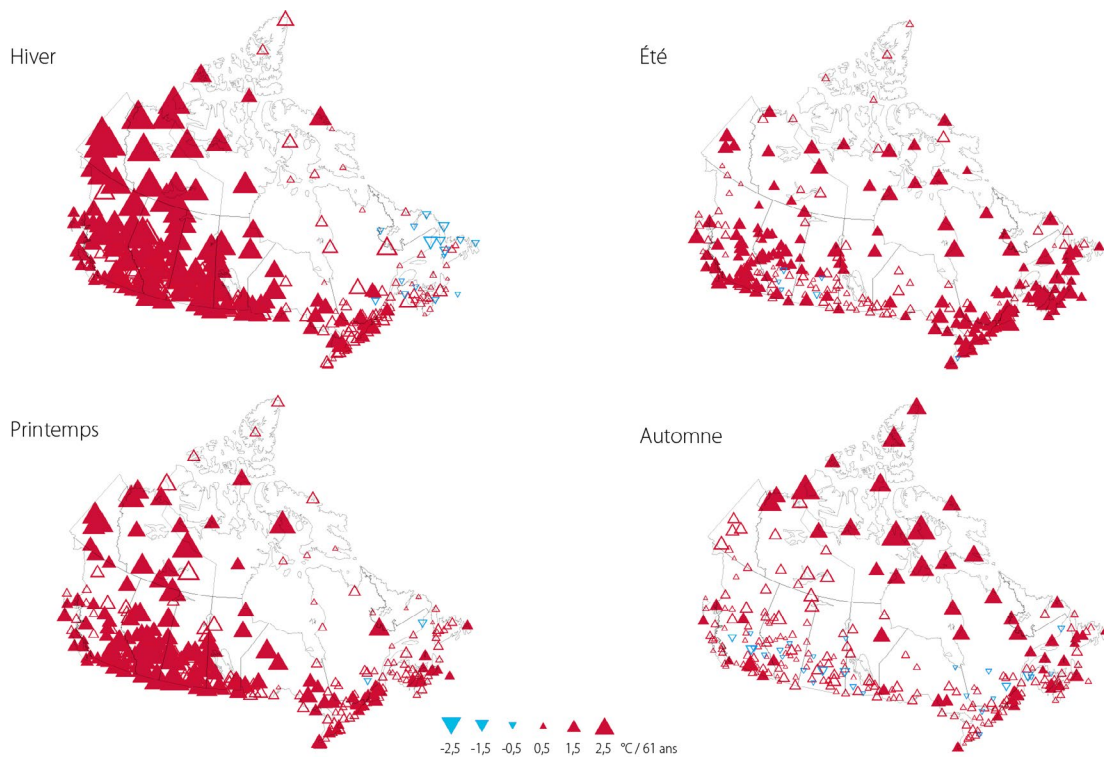 Hiver
Été
Printemps
Automne
-2,5 -1,5 -0,5 0,5 1,5 2,5 °C / 61 ans